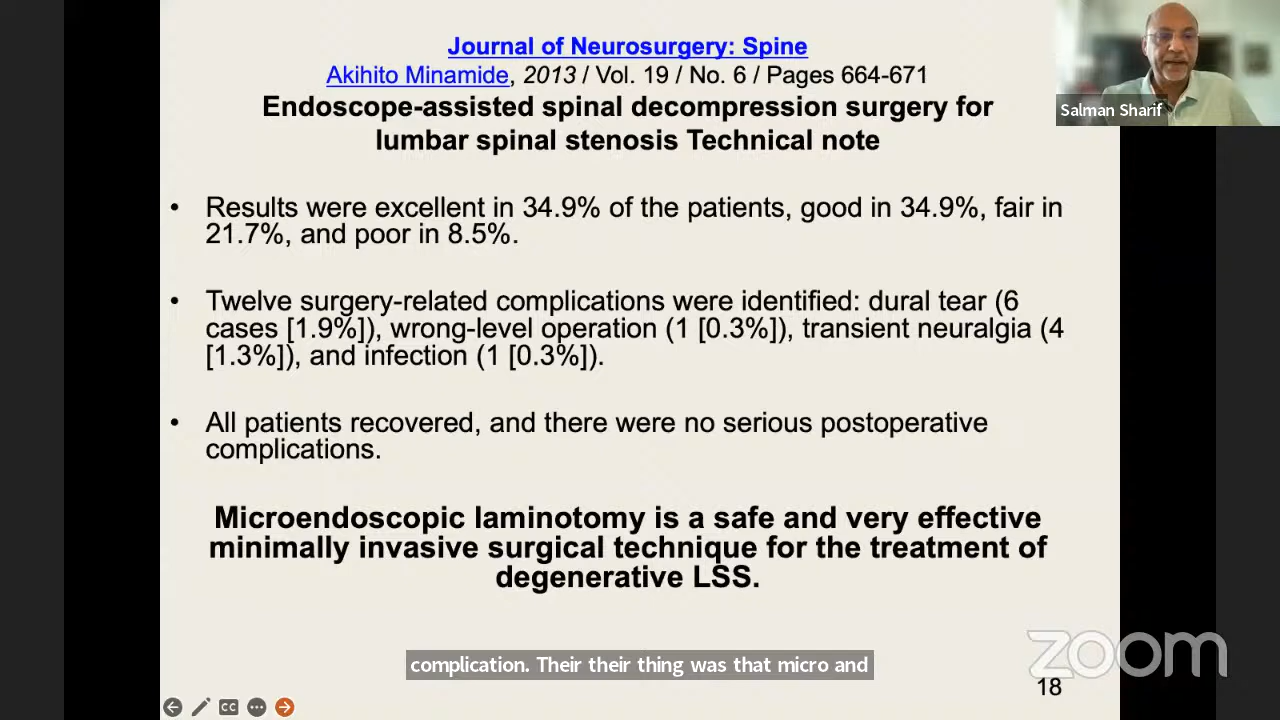 Journal of Neurosurgery: Spine
Akihito Minamide, 2013 / Vol. 19 / No. 6 / Pages 664-671
Endoscope-assisted spinal decompression surgery for
lumbar spinal stenosis Technical note
Salman Sharif
• Results were excellent in 34.9% of the patients, good in 34.9%, fair in
21.7%, and poor in 8.5%.
• Twelve surgery-related complications were identified: dural tear (6
cases [1.9%]), wrong-level operation (1 [0.3%]), transient neuralgia (4
[1.3%]), and infection (1 [0.3%]).
• All patients recovered, and there were no serious postoperative
complications.
Microendoscopic laminotomy is a safe and very effective
minimally invasive surgical technique for the treatment of
degenerative LSS.
complication. Their their thing was that micro and
zoom
18
CC